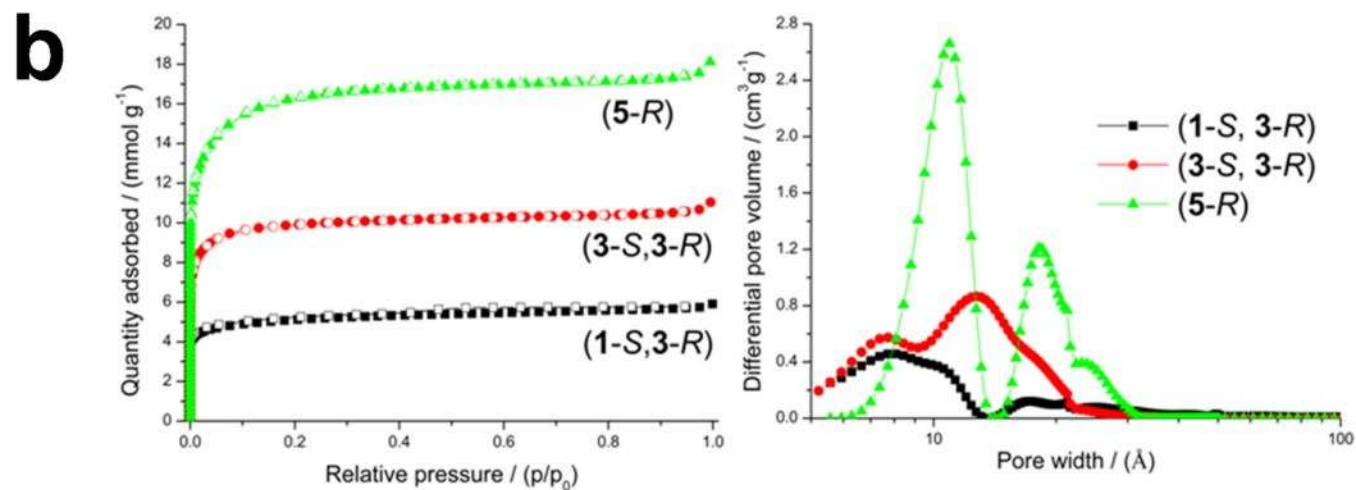 b
Quantity adsorbed / (mmol g⁻¹)
20
18
16
14
12
10
8
6
4
2
0
0.0 0.2 0.4 0.6 0.8 1.0
Relative pressure / (p/p₀)
(5-R)
(3-S,3-R)
(1-S,3-R)
Differential pore volume / (cm³g⁻¹)
2.8
2.4
2.0
1.6
1.2
0.8
0.4
0.0
10 100
Pore width / (Å)
(1-S, 3-R)
(3-S, 3-R)
(5-R)